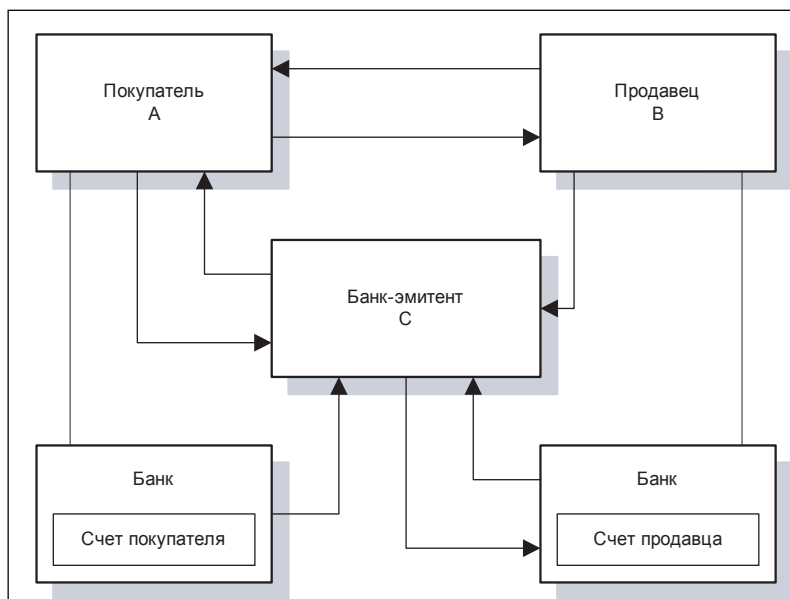 Покупатель
A
Продавец
B
Банк-эмитент
C
Банк
Счет покупателя
Банк
Счет продавца